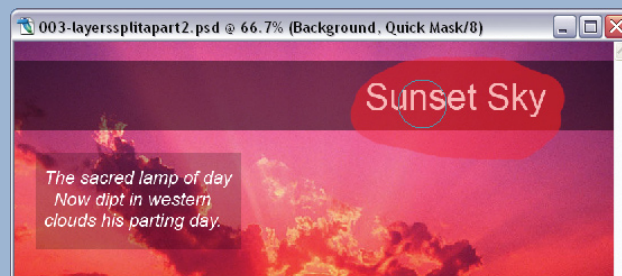 003-layerssplitapart2.psd @ 66.7% (Background, Quick Mask/8)
Sunset Sky
The sacred lamp of day
Now dipt in western
clouds his parting day.